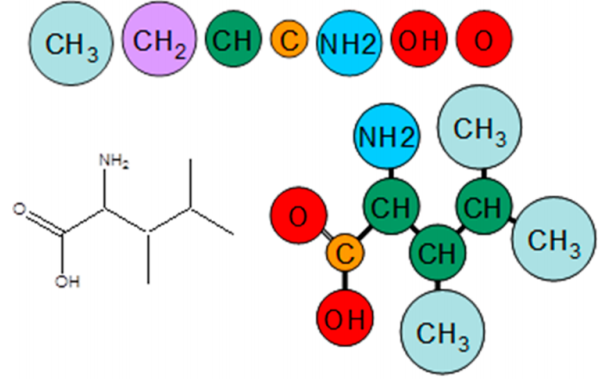 CH₃ CH₂ CH C NH2 OH O
NH₂
O
OH
NH2 CH₃
O CH CH
C CH CH₃
OH CH₃